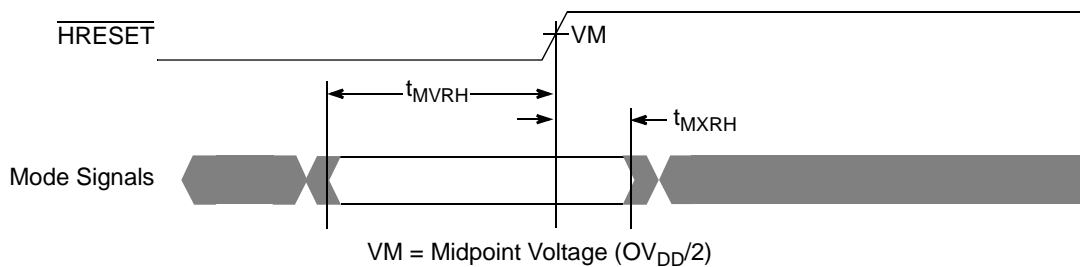 HRESET
VM
tMVRH
tMXRH
Mode Signals
VM = Midpoint Voltage (OVDD/2)